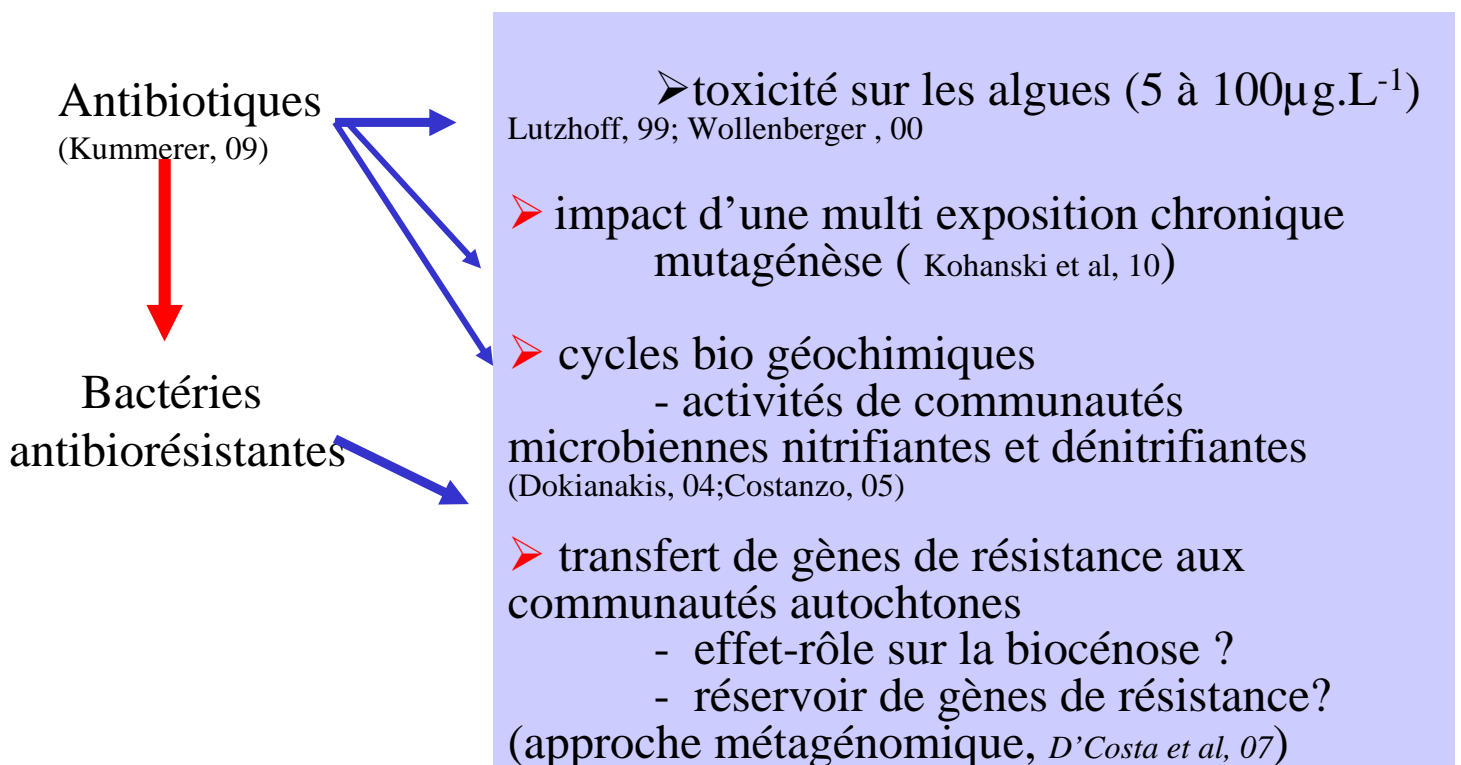 Antibiotiques
(Kummerer, 09)
Bactéries
antibiorésistantes
➢toxicité sur les algues (5 à 100µg.L⁻¹)
Lutzhoff, 99; Wollenberger , 00
➢ impact d’une multi exposition chronique
mutagénèse ( Kohanski et al, 10)
➢ cycles bio géochimiques
- activités de communautés
microbiennes nitrifiantes et dénitrifiantes
(Dokianakis, 04;Costanzo, 05)
➢ transfert de gènes de résistance aux
communautés autochtones
- effet-rôle sur la biocénose ?
- réservoir de gènes de résistance?
(approche métagénomique, D’Costa et al, 07)